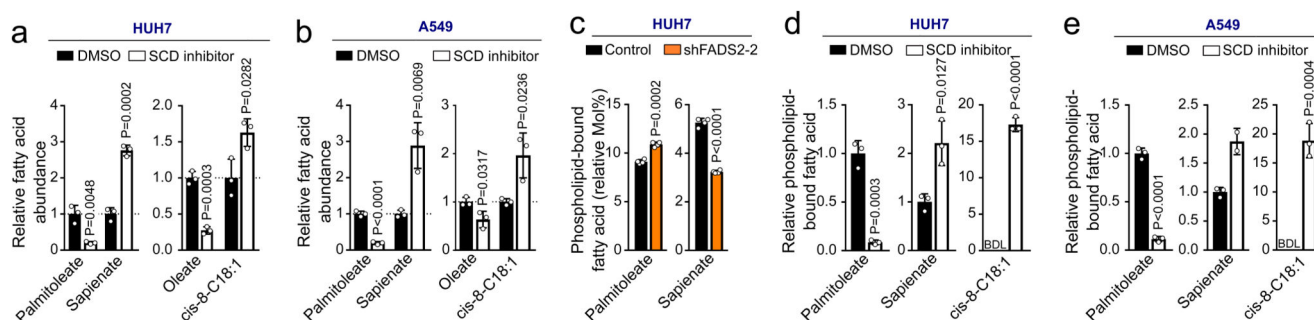 a
HUH7
DMSO SCD inhibitor
Relative fatty acid
abundance
4
3
2
1
0
P=0.0048
P=0.0002
Palmitoleate
Sapienate
2.0
1.5
1.0
0.5
0.0
P=0.0003
P=0.0282
Oleate
cis-8-C18:1
b
A549
DMSO SCD inhibitor
Relative fatty acid
abundance
4
3
2
1
0
P=0.0001
P=0.0069
Palmitoleate
Sapienate
3
2
1
0
P=0.0317
P=0.0236
Oleate
cis-8-C18:1
c
HUH7
Control shFADS2-2
Phospholipid-bound
fatty acid (relative Mol%)
20
15
10
5
0
P=0.0002
Palmitoleate
6
4
2
0
P<0.0001
Sapienate
d
HUH7
DMSO SCD inhibitor
Relative phospholipid-
bound fatty acid
1.5
1.0
0.5
0.0
P=0.0003
Palmitoleate
3
2
1
0
P=0.0127
Sapienate
20
15
10
5
0
BDL
P<0.0001
cis-8-C18:1
e
A549
DMSO SCD inhibitor
Relative phospholipid-
bound fatty acid
1.5
1.0
0.5
0.0
P<0.0001
Palmitoleate
2.5
2.0
1.5
1.0
0.5
0.0
Sapienate
25
20
15
10
5
0
BDL
P=0.0004
cis-8-C18:1